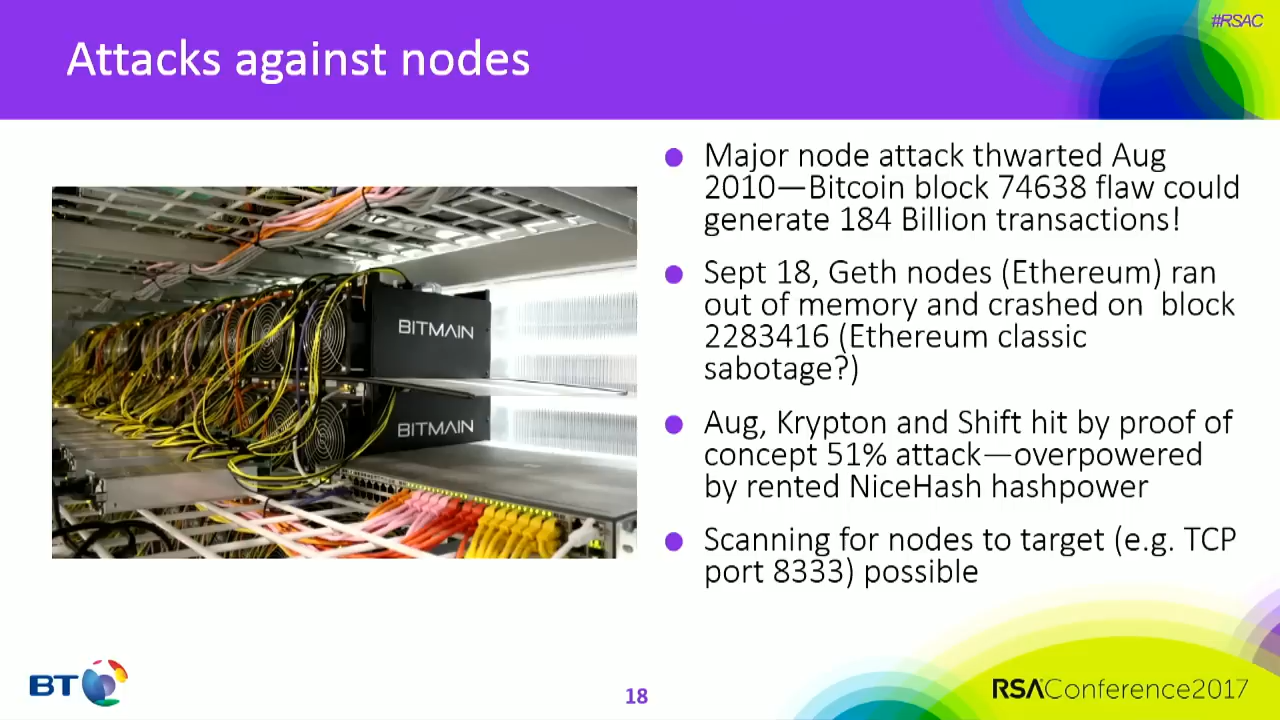 #RSAC
Attacks against nodes
BITMAIN
BITMAIN
● Major node attack thwarted Aug
2010—Bitcoin block 74638 flaw could
generate 184 Billion transactions!
● Sept 18, Geth nodes (Ethereum) ran
out of memory and crashed on block
2283416 (Ethereum classic
sabotage?)
● Aug, Krypton and Shift hit by proof of
concept 51% attack—overpowered
by rented NiceHash hashpower
● Scanning for nodes to target (e.g. TCP
port 8333) possible
BT
18
RSAConference2017